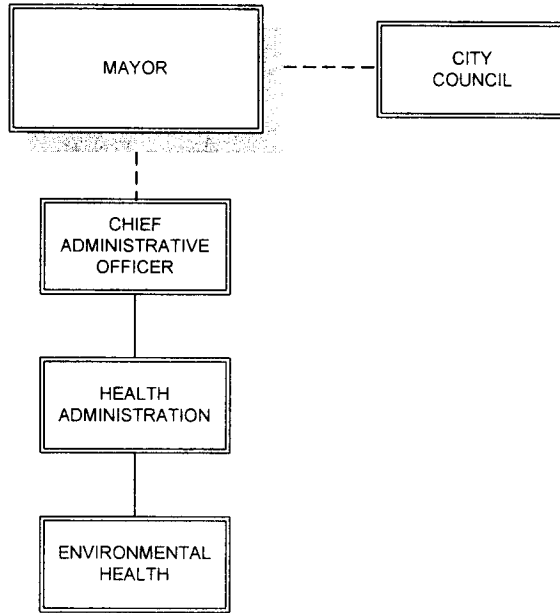 MAYOR
CITY
COUNCIL
CHIEF
ADMINISTRATIVE
OFFICER
HEALTH
ADMINISTRATION
ENVIRONMENTAL
HEALTH